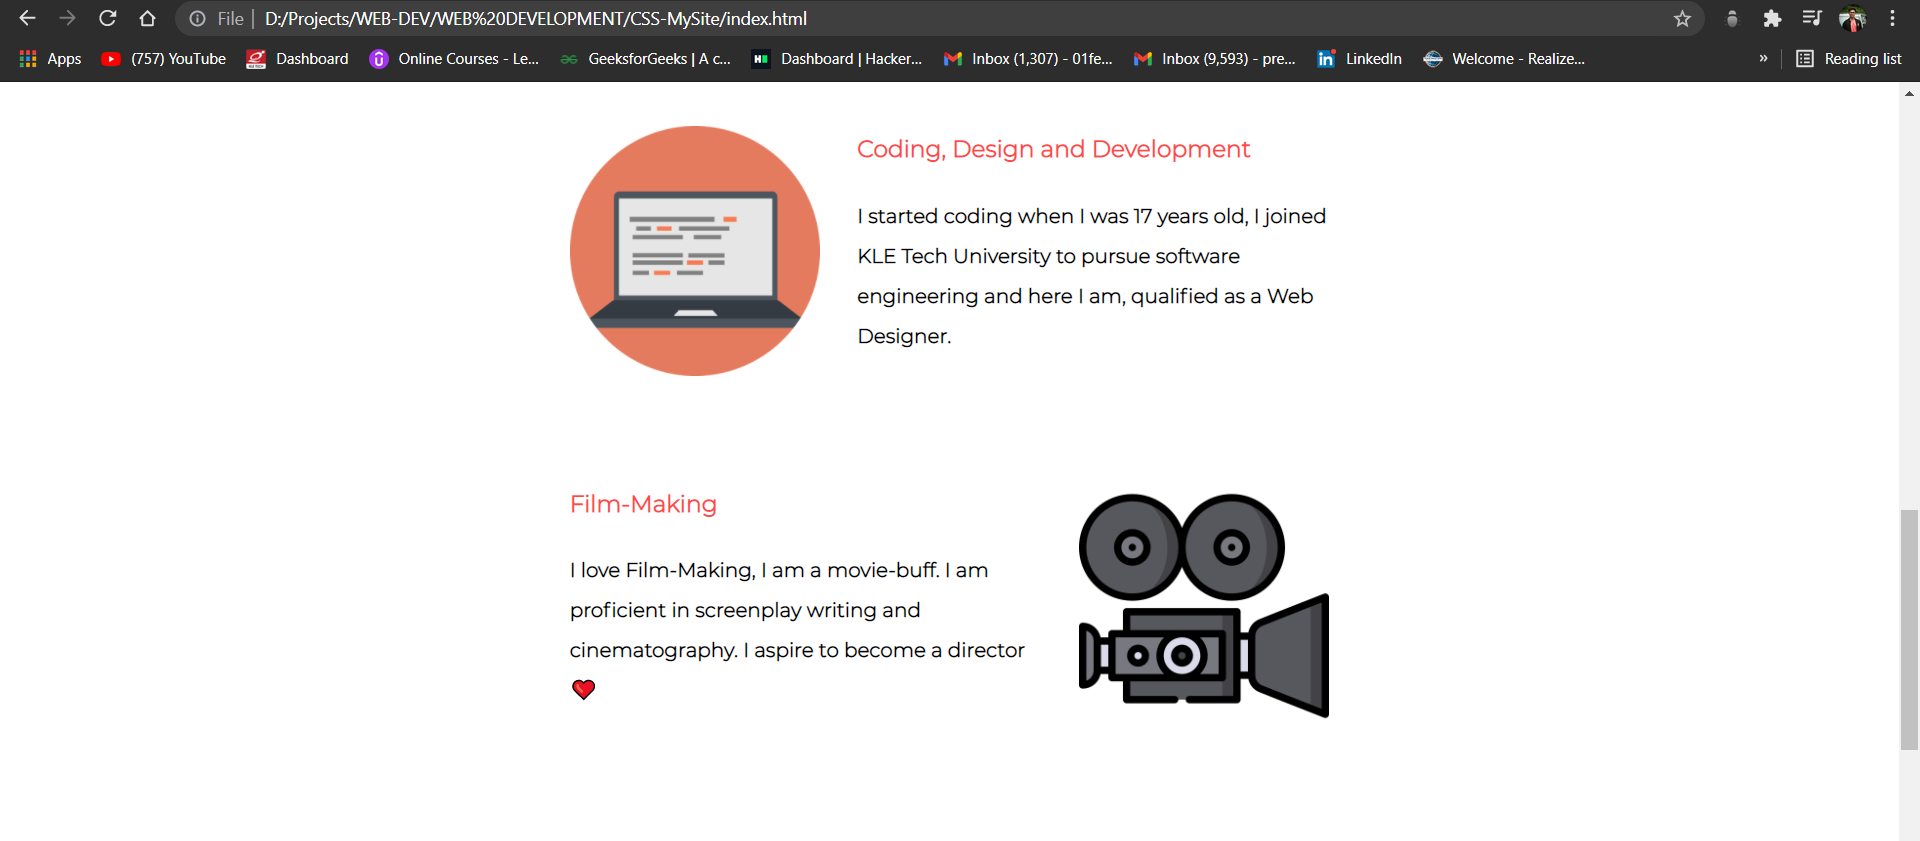 File | D:/Projects/WEB-DEV/WEB%20DEVELOPMENT/CSS-MySite/index.html
Apps (757) YouTube Dashboard Online Courses - Le... GeeksforGeeks | A c... Dashboard | Hacker... Inbox (1,307) - 01fe... Inbox (9,593) - pre... LinkedIn Welcome - Realize... » Reading list
Coding, Design and Development
I started coding when I was 17 years old, I joined
KLE Tech University to pursue software
engineering and here I am, qualified as a Web
Designer.
Film-Making
I love Film-Making, I am a movie-buff. I am
proficient in screenplay writing and
cinematography. I aspire to become a director
❤️